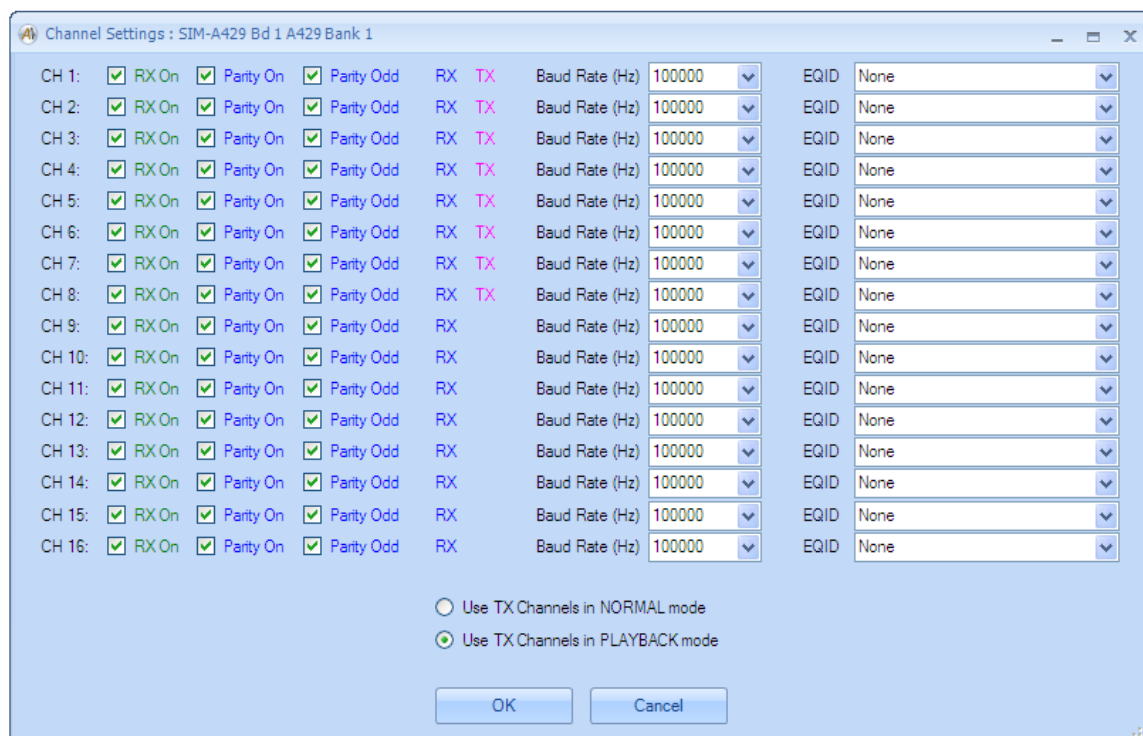 Channel Settings : SIM-A429 Bd 1 A429 Bank 1
CH 1: RX On Parity On Parity Odd RX TX Baud Rate (Hz) 100000 EQID None
CH 2: RX On Parity On Parity Odd RX TX Baud Rate (Hz) 100000 EQID None
CH 3: RX On Parity On Parity Odd RX TX Baud Rate (Hz) 100000 EQID None
CH 4: RX On Parity On Parity Odd RX TX Baud Rate (Hz) 100000 EQID None
CH 5: RX On Parity On Parity Odd RX TX Baud Rate (Hz) 100000 EQID None
CH 6: RX On Parity On Parity Odd RX TX Baud Rate (Hz) 100000 EQID None
CH 7: RX On Parity On Parity Odd RX TX Baud Rate (Hz) 100000 EQID None
CH 8: RX On Parity On Parity Odd RX TX Baud Rate (Hz) 100000 EQID None
CH 9: RX On Parity On Parity Odd RX Baud Rate (Hz) 100000 EQID None
CH 10: RX On Parity On Parity Odd RX Baud Rate (Hz) 100000 EQID None
CH 11: RX On Parity On Parity Odd RX Baud Rate (Hz) 100000 EQID None
CH 12: RX On Parity On Parity Odd RX Baud Rate (Hz) 100000 EQID None
CH 13: RX On Parity On Parity Odd RX Baud Rate (Hz) 100000 EQID None
CH 14: RX On Parity On Parity Odd RX Baud Rate (Hz) 100000 EQID None
CH 15: RX On Parity On Parity Odd RX Baud Rate (Hz) 100000 EQID None
CH 16: RX On Parity On Parity Odd RX Baud Rate (Hz) 100000 EQID None
Use TX Channels in NORMAL mode
Use TX Channels in PLAYBACK mode
OK Cancel